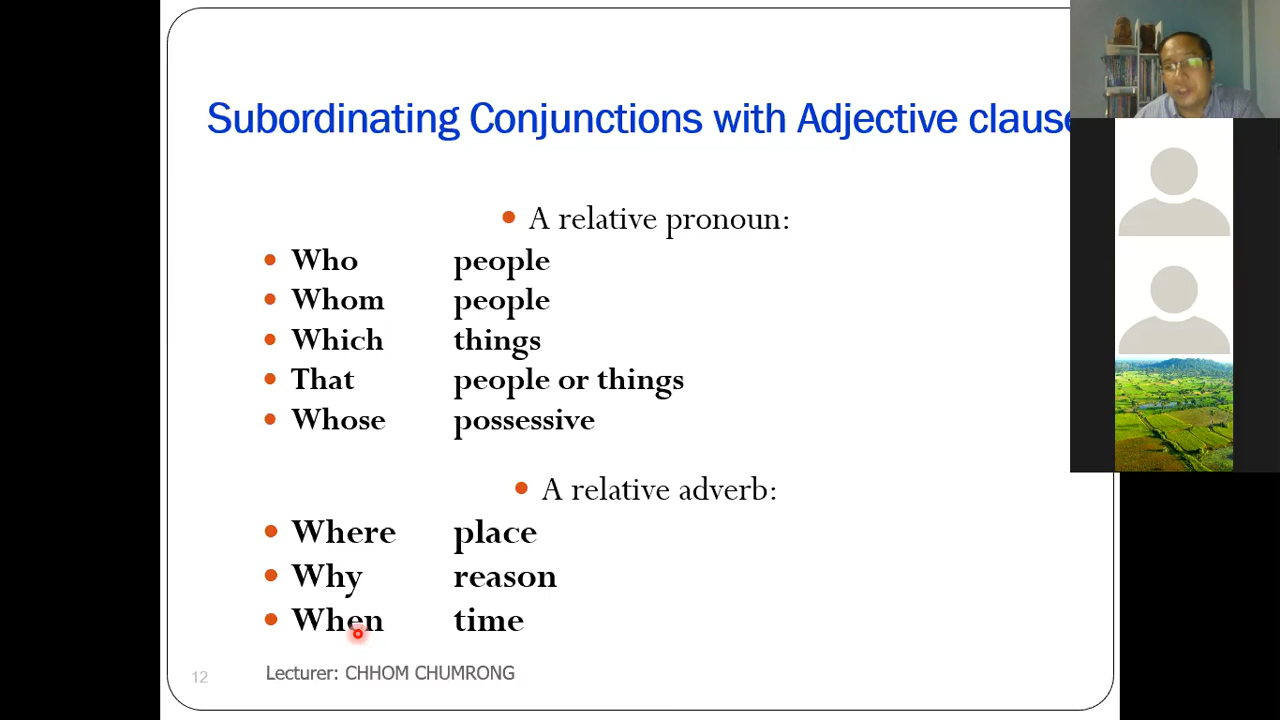 Subordinating Conjunctions with Adjective clause
• A relative pronoun:
• Who people
• Whom people
• Which things
• That people or things
• Whose possessive
• A relative adverb:
• Where place
• Why reason
• When time
12 Lecturer: CHHOM CHUMRONG